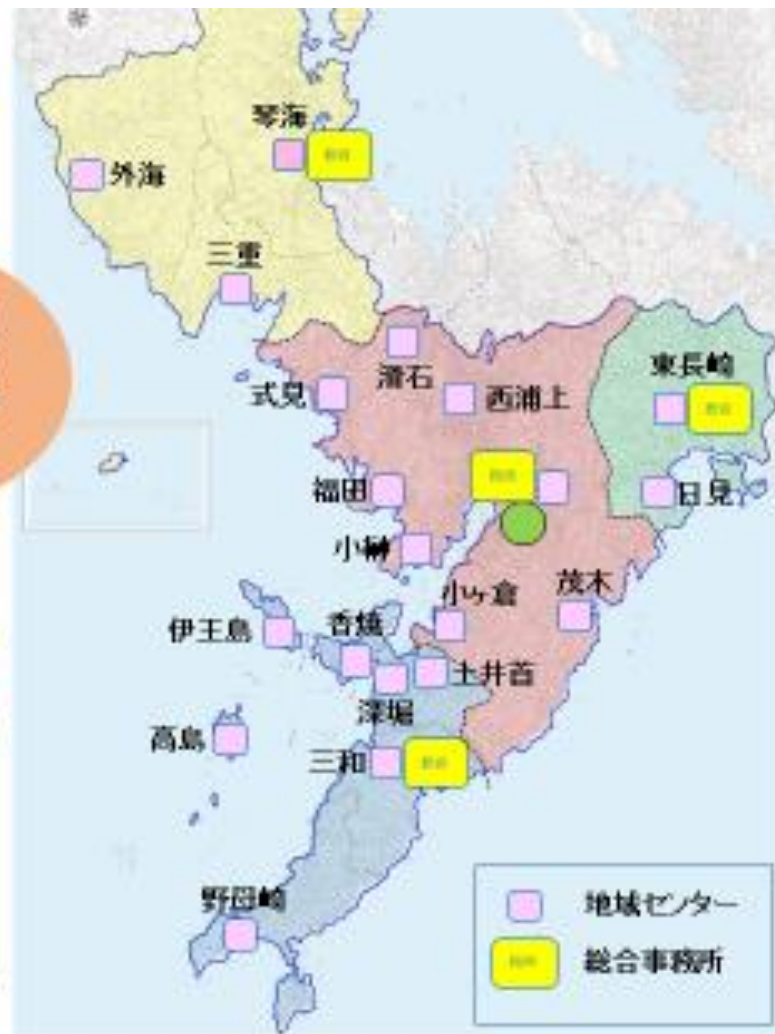 琴海
外海
三重
滑石
東長崎
式見
西浦上
福田
日見
小榊
小ヶ倉
茂木
伊王島
香焼
土井首
深堀
高島
三和
野母崎
地域センター
総合事務所